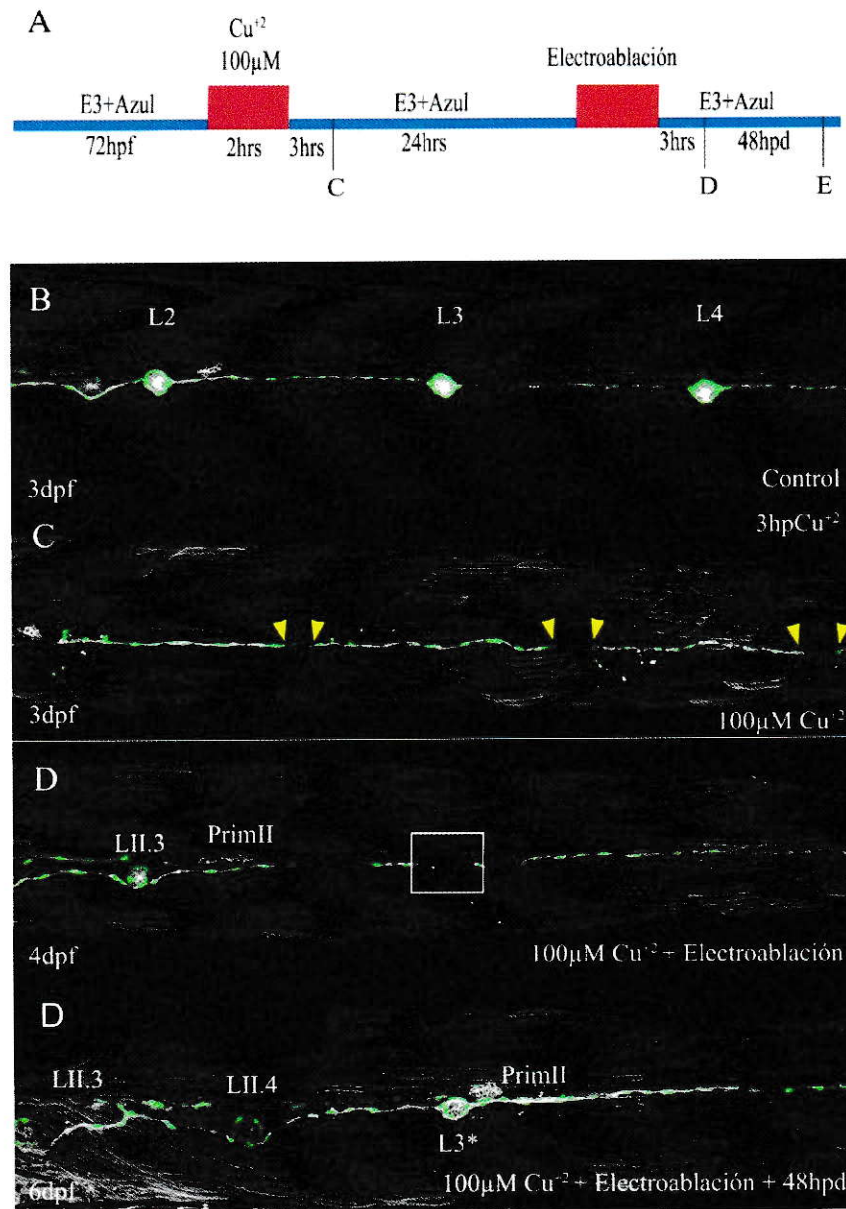 A
Cu⁺²
100µM
Electroablación
E3+Azul
E3+Azul
E3+Azul
72hpf
2hrs
3hrs
24hrs
3hrs
48hpd
C
D
E
B
L2
L3
L4
3dpf
Control
3hpCu⁺²
C
3dpf
100µM Cu⁺²
D
LII.3
PrimII
4dpf
100µM Cu⁺² + Electroablación
D
LII.3
LII.4
PrimII
L3*
6dpf
100µM Cu⁺² + Electroablación + 48hpd